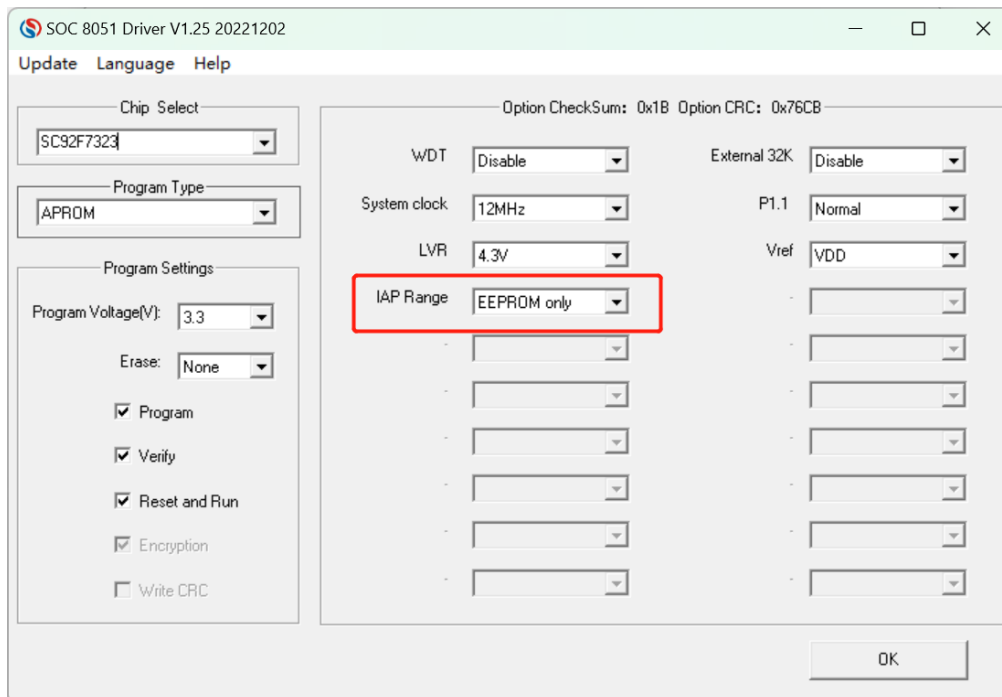 SOC 8051 Driver V1.25 20221202
Update Language Help
Chip Select
SC92F7323
Program Type
APROM
Program Settings
Program Voltage(V): 3.3
Erase: None
Program
Verify
Reset and Run
Encryption
Write CRC
Option CheckSum: 0x1B Option CRC: 0x76CB
WDT Disable External 32K Disable
System clock 12MHz P1.1 Normal
LVR 4.3V Vref VDD
IAP Range EEPROM only -
- -
- -
- -
- -
- -
- -
OK